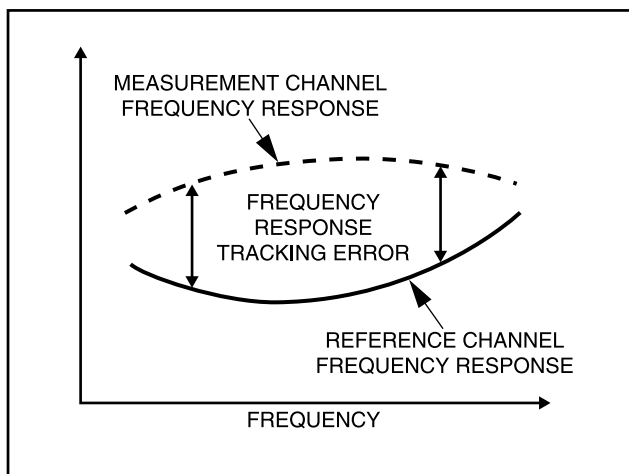 MEASUREMENT CHANNEL
FREQUENCY RESPONSE
FREQUENCY
RESPONSE
TRACKING ERROR
REFERENCE CHANNEL
FREQUENCY RESPONSE
FREQUENCY